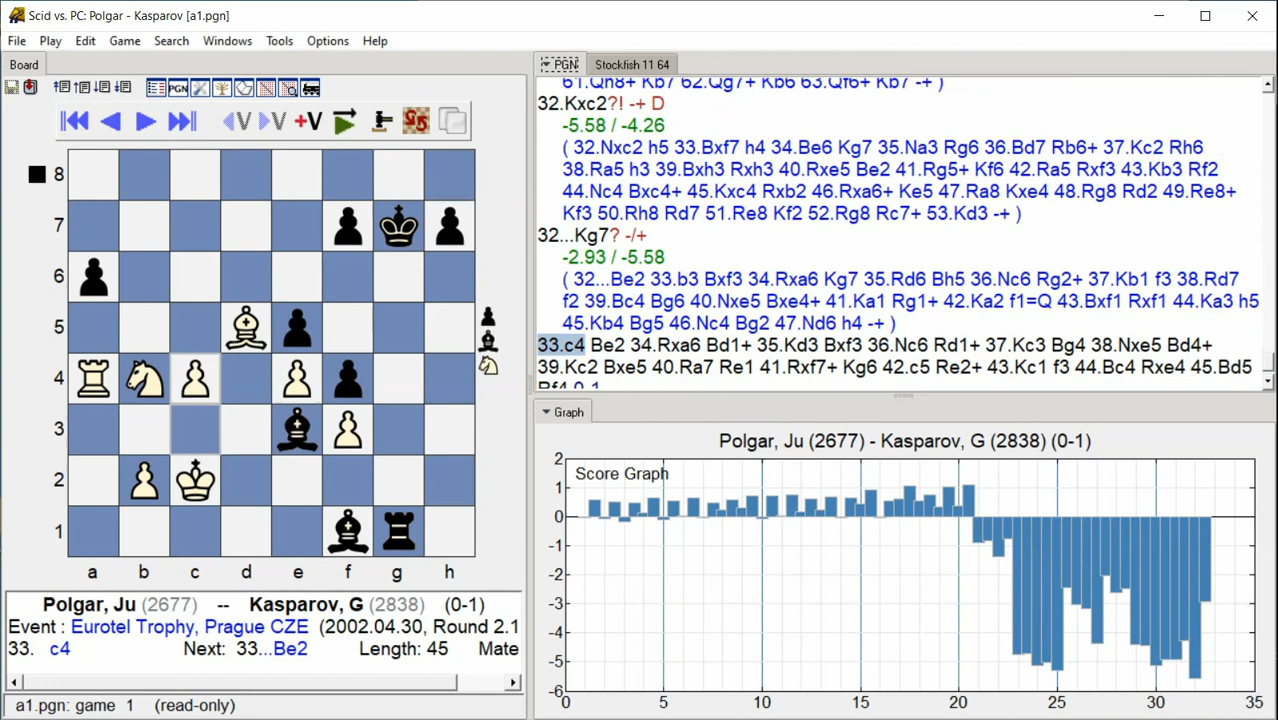 Scid vs. PC: Polgar - Kasparov [a1.pgn]
File Play Edit Game Search Windows Tools Options Help
Board
PGN
V V +V
8
7
6
5
4
3
2
1
a b c d e f g h
Polgar, Ju (2677) -- Kasparov, G (2838) (0-1)
Event : Eurotel Trophy, Prague CZE (2002.04.30, Round 2.1
33. c4 Next: 33...Be2 Length: 45 Mate
a1.pgn: game 1 (read-only)
PGN Stockfish 11 64
61.Qh8+ Kb7 62.Qg7+ Kb6 63.Qf6+ Kb7 -+ )
32.Kxc2?! -+ D
-5.58 / -4.26
( 32.Nxc2 h5 33.Bxf7 h4 34.Be6 Kg7 35.Na3 Rg6 36.Bd7 Rb6+ 37.Kc2 Rh6
38.Ra5 h3 39.Bxh3 Rxh3 40.Rxe5 Be2 41.Rg5+ Kf6 42.Ra5 Rxf3 43.Kb3 Rf2
44.Nc4 Bxc4+ 45.Kxc4 Rxb2 46.Rxa6+ Ke5 47.Ra8 Kxe4 48.Rg8 Rd2 49.Re8+
Kf3 50.Rh8 Rd7 51.Re8 Kf2 52.Rg8 Rc7+ 53.Kd3 -+ )
32...Kg7? -/+
-2.93 / -5.58
( 32...Be2 33.b3 Bxf3 34.Rxa6 Kg7 35.Rd6 Bh5 36.Nc6 Rg2+ 37.Kb1 f3 38.Rd7
f2 39.Bc4 Bg6 40.Nxe5 Bxe4+ 41.Ka1 Rg1+ 42.Ka2 f1=Q 43.Bxf1 Rxf1 44.Ka3 h5
45.Kb4 Bg5 46.Nc4 Bg2 47.Nd6 h4 -+ )
33.c4 Be2 34.Rxa6 Bd1+ 35.Kd3 Bxf3 36.Nc6 Rd1+ 37.Kc3 Bg4 38.Nxe5 Bd4+
39.Kc2 Bxe5 40.Ra7 Re1 41.Rxf7+ Kg6 42.c5 Re2+ 43.Kc1 f3 44.Bc4 Rxe4 45.Bd5
Rf4 0-1
Graph
Polgar, Ju (2677) - Kasparov, G (2838) (0-1)
Score Graph
2
1
0
-1
-2
-3
-4
-5
-6
0 5 10 15 20 25 30 35